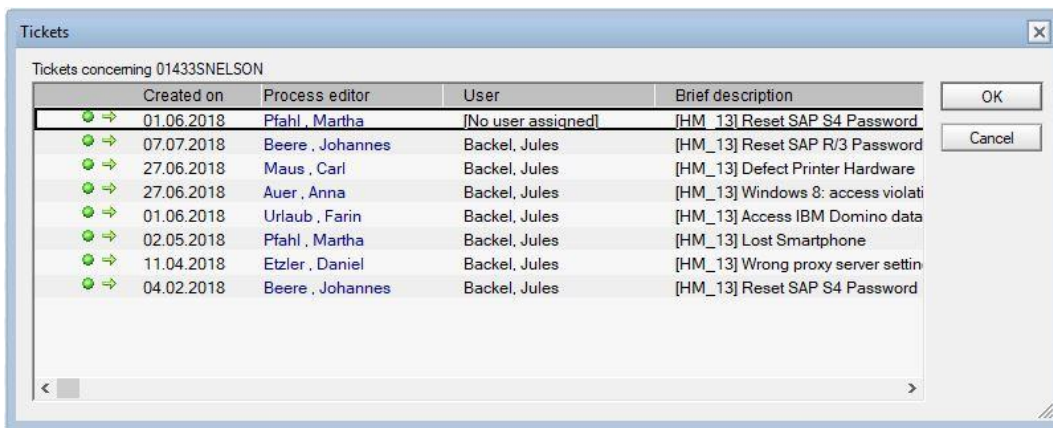 Tickets
Tickets concerning 01433SNELSON
Created on Process editor User Brief description
01.06.2018 Pfahl , Martha [No user assigned] [HM_13] Reset SAP S4 Password
07.07.2018 Beere , Johannes Backel, Jules [HM_13] Reset SAP R/3 Password
27.06.2018 Maus , Carl Backel, Jules [HM_13] Defect Printer Hardware
27.06.2018 Auer , Anna Backel, Jules [HM_13] Windows 8: access violati
01.06.2018 Urlaub , Farin Backel, Jules [HM_13] Access IBM Domino data
02.05.2018 Pfahl , Martha Backel, Jules [HM_13] Lost Smartphone
11.04.2018 Etzler , Daniel Backel, Jules [HM_13] Wrong proxy server settin
04.02.2018 Beere , Johannes Backel, Jules [HM_13] Reset SAP S4 Password
OK
Cancel